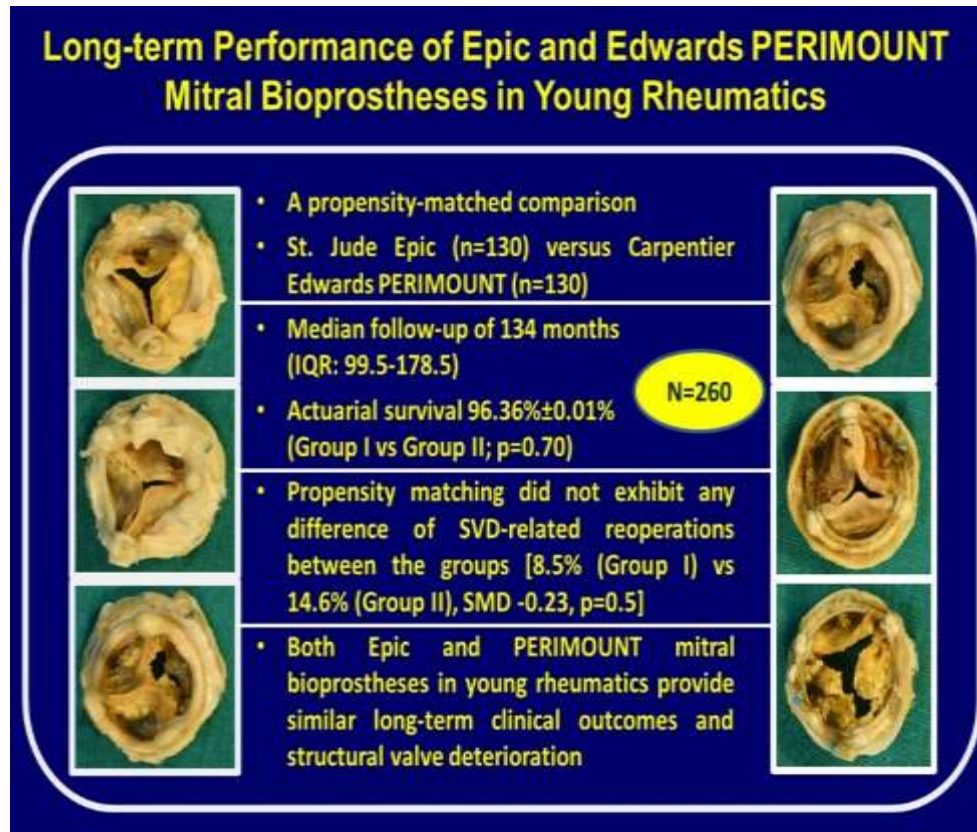 Long-term Performance of Epic and Edwards PERIMOUNT
Mitral Bioprostheses in Young Rheumatics
• A propensity-matched comparison
• St. Jude Epic (n=130) versus Carpentier
Edwards PERIMOUNT (n=130)
• Median follow-up of 134 months
(IQR: 99.5-178.5)
N=260
• Actuarial survival 96.36%±0.01%
(Group I vs Group II; p=0.70)
• Propensity matching did not exhibit any
difference of SVD-related reoperations
between the groups [8.5% (Group I) vs
14.6% (Group II), SMD -0.23, p=0.5]
• Both Epic and PERIMOUNT mitral
bioprostheses in young rheumatics provide
similar long-term clinical outcomes and
structural valve deterioration